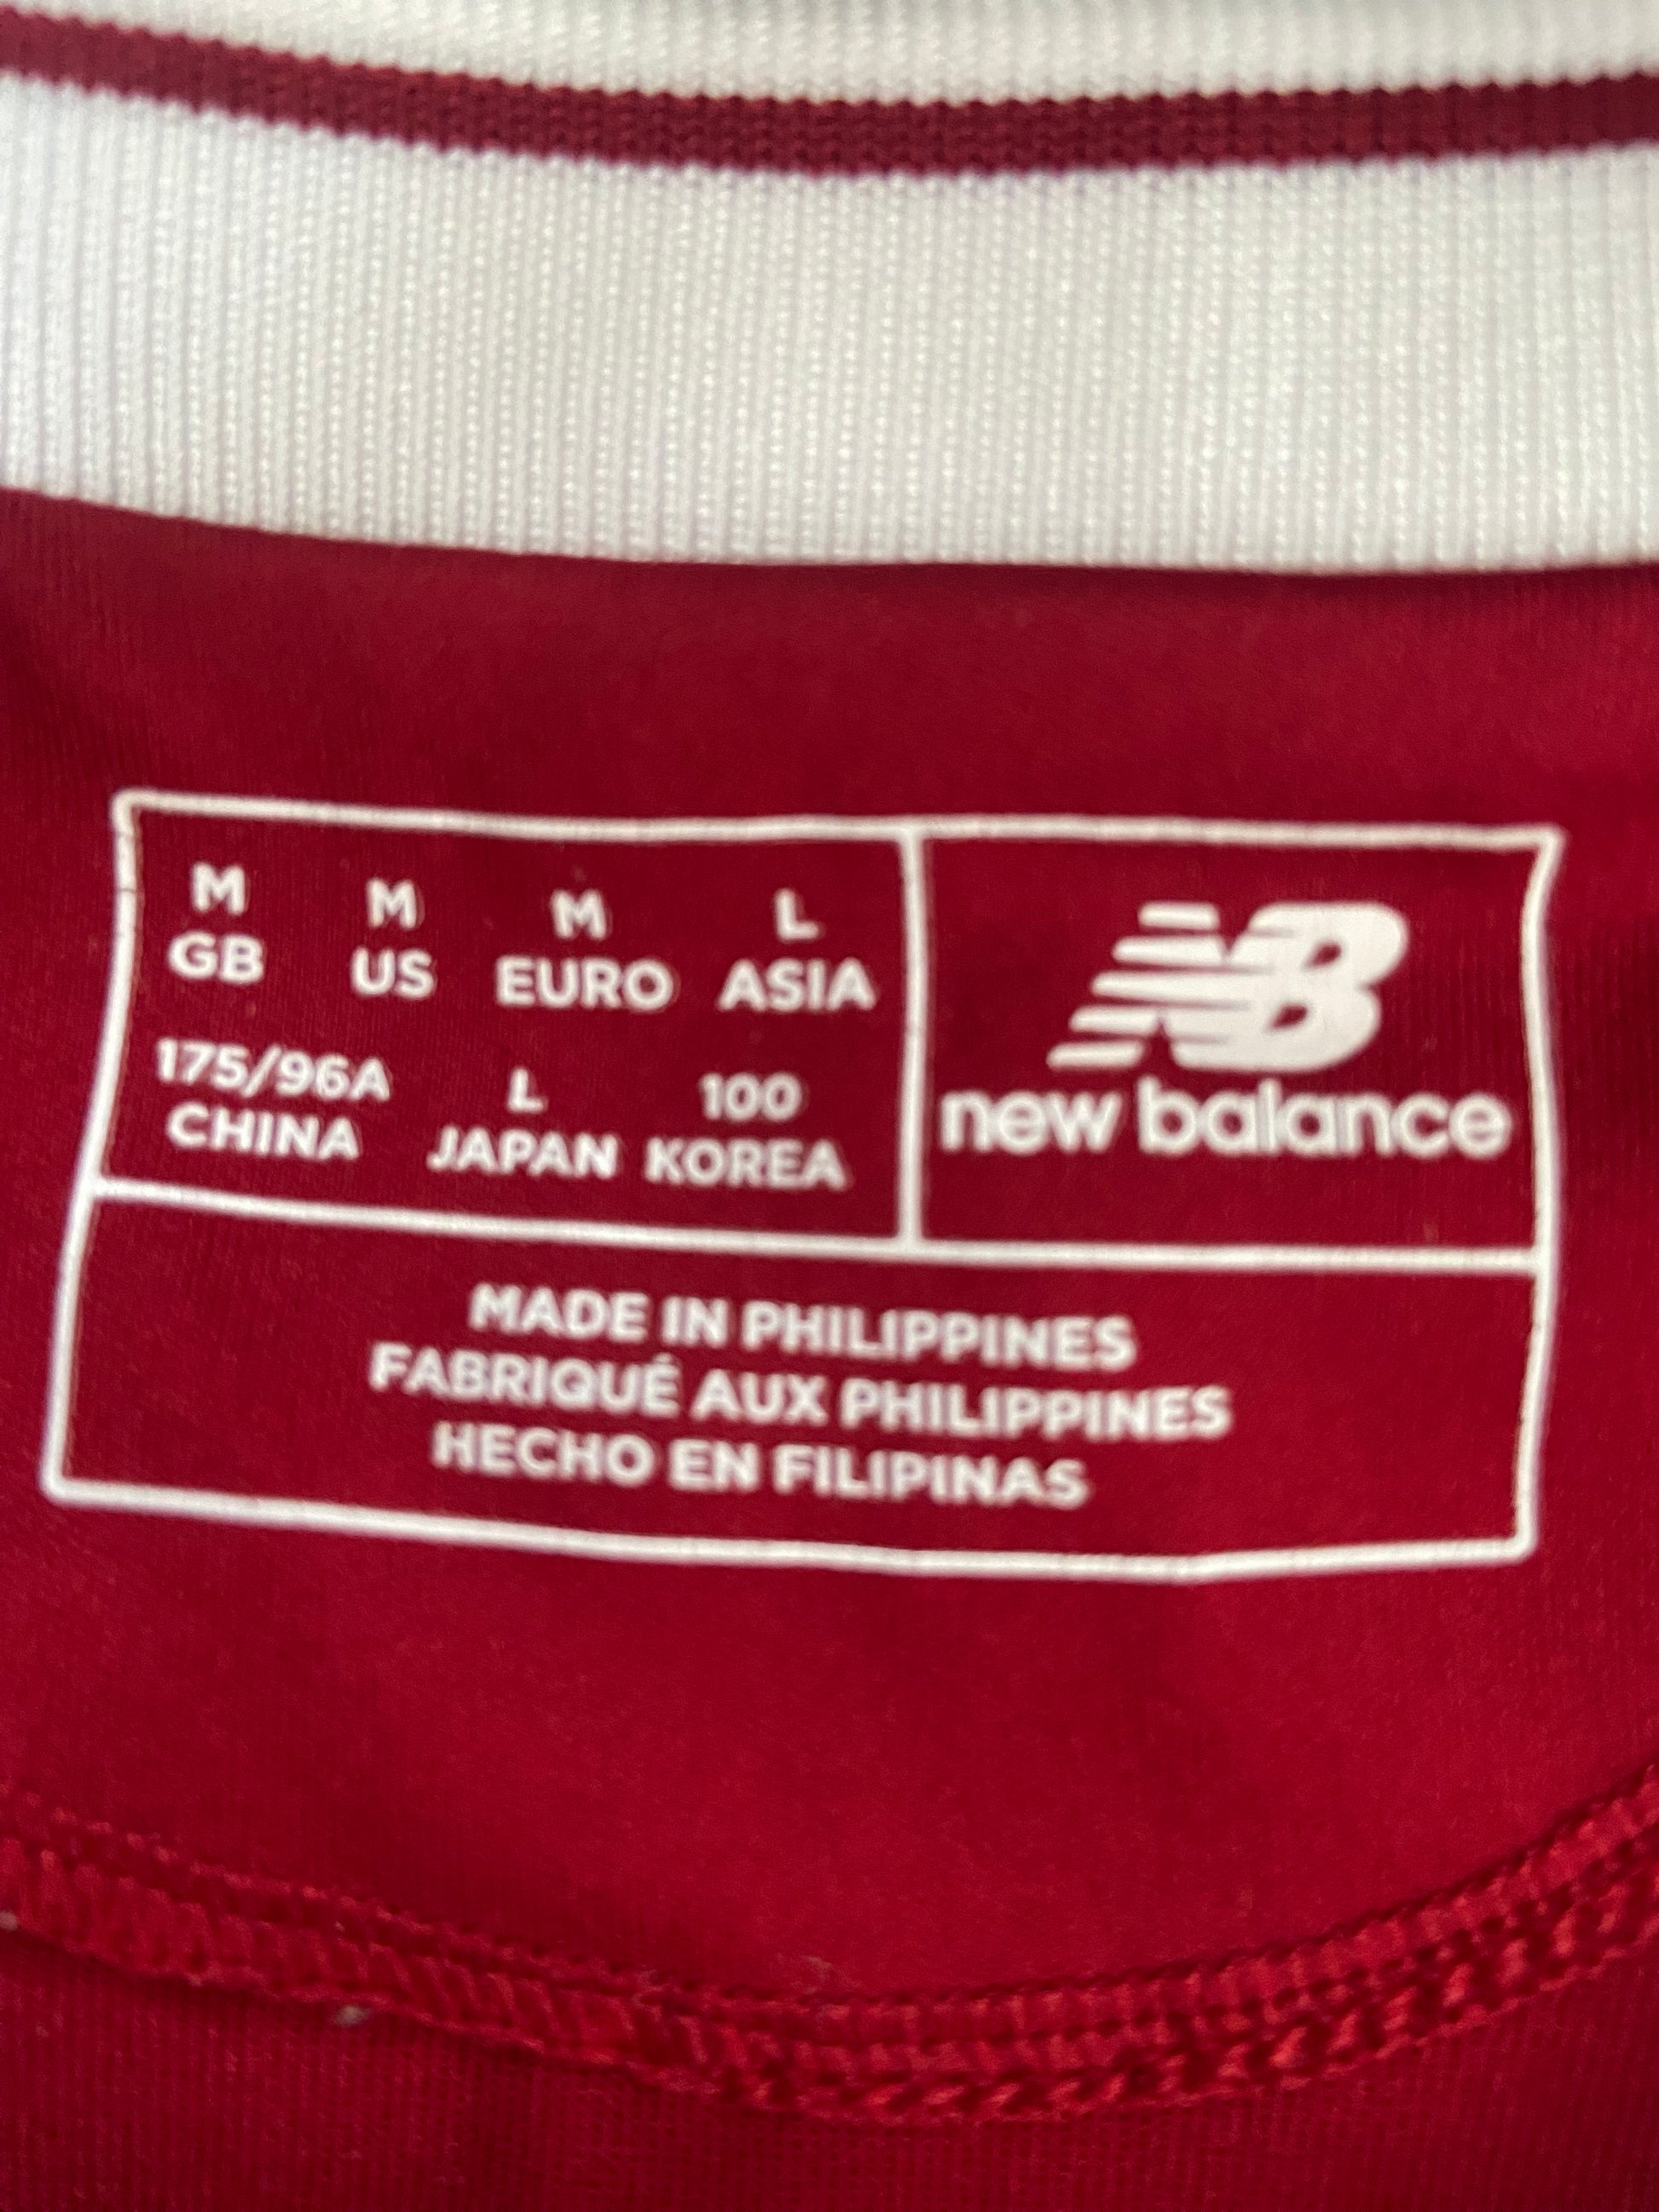 M M M L
GB US EURO ASIA
175/96A L 100
CHINA JAPAN KOREA
NB
new balance
MADE IN PHILIPPINES
FABRIQUÉ AUX PHILIPPINES
HECHO EN FILIPINAS